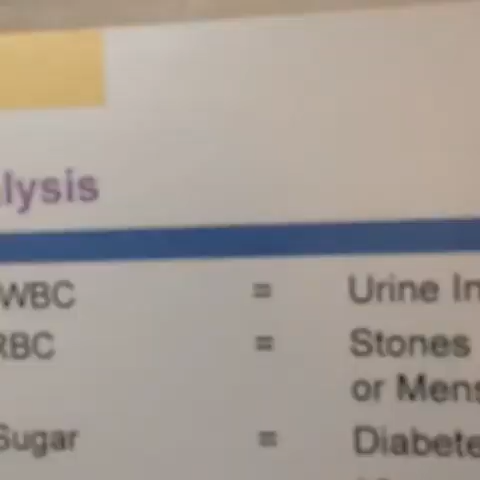 lysis
WBC = Urine In
RBC = Stones
or Mens
Sugar = Diabete